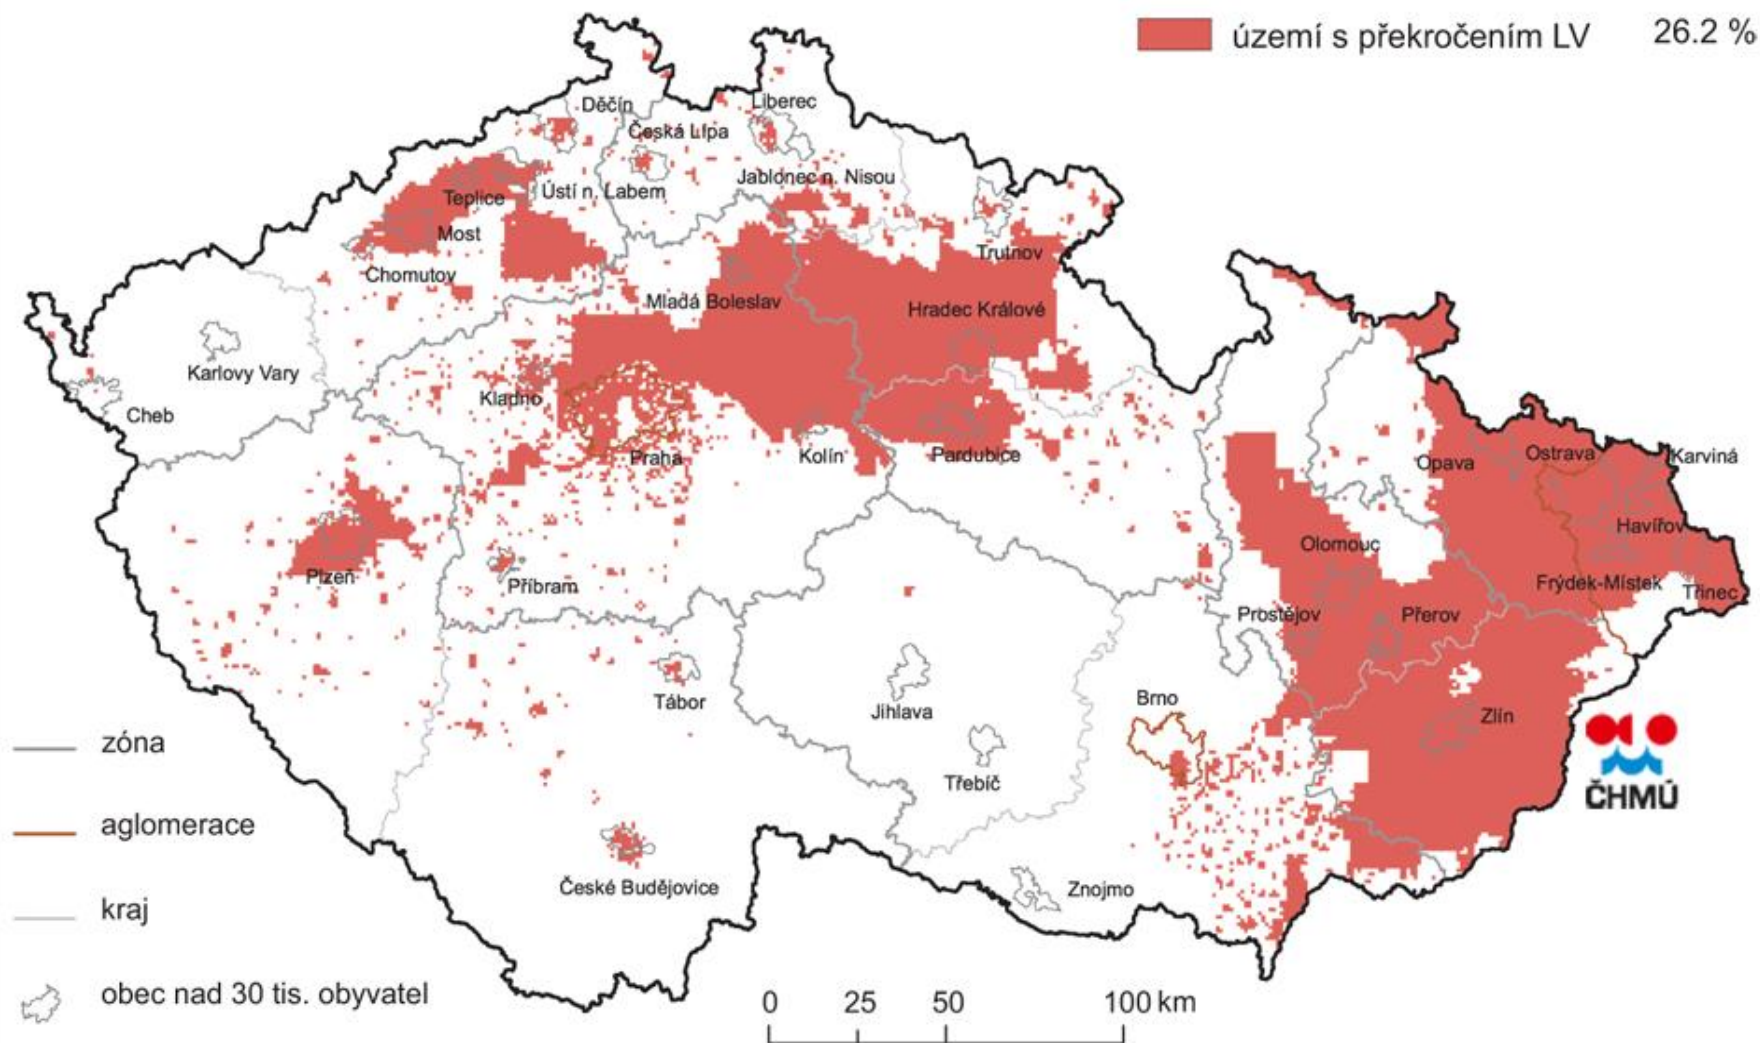 území s překročením LV 26.2 %
Děčín
Liberec
Česká Lípa
Jablonec n. Nisou
Ústí n. Labem
Teplice
Most
Chomutov
Trutnov
Mladá Boleslav
Hradec Králové
Karlovy Vary
Cheb
Kladno
Praha
Kolín
Pardubice
Opava
Ostrava
Karviná
Havířov
Olomouc
Plzeň
Příbram
Frýdek-Místek
Třinec
Prostějov
Přerov
Tábor
Jihlava
Brno
Zlín
Třebíč
ČHMÚ
České Budějovice
Znojmo
zóna
aglomerace
kraj
obec nad 30 tis. obyvatel
0 25 50 100 km